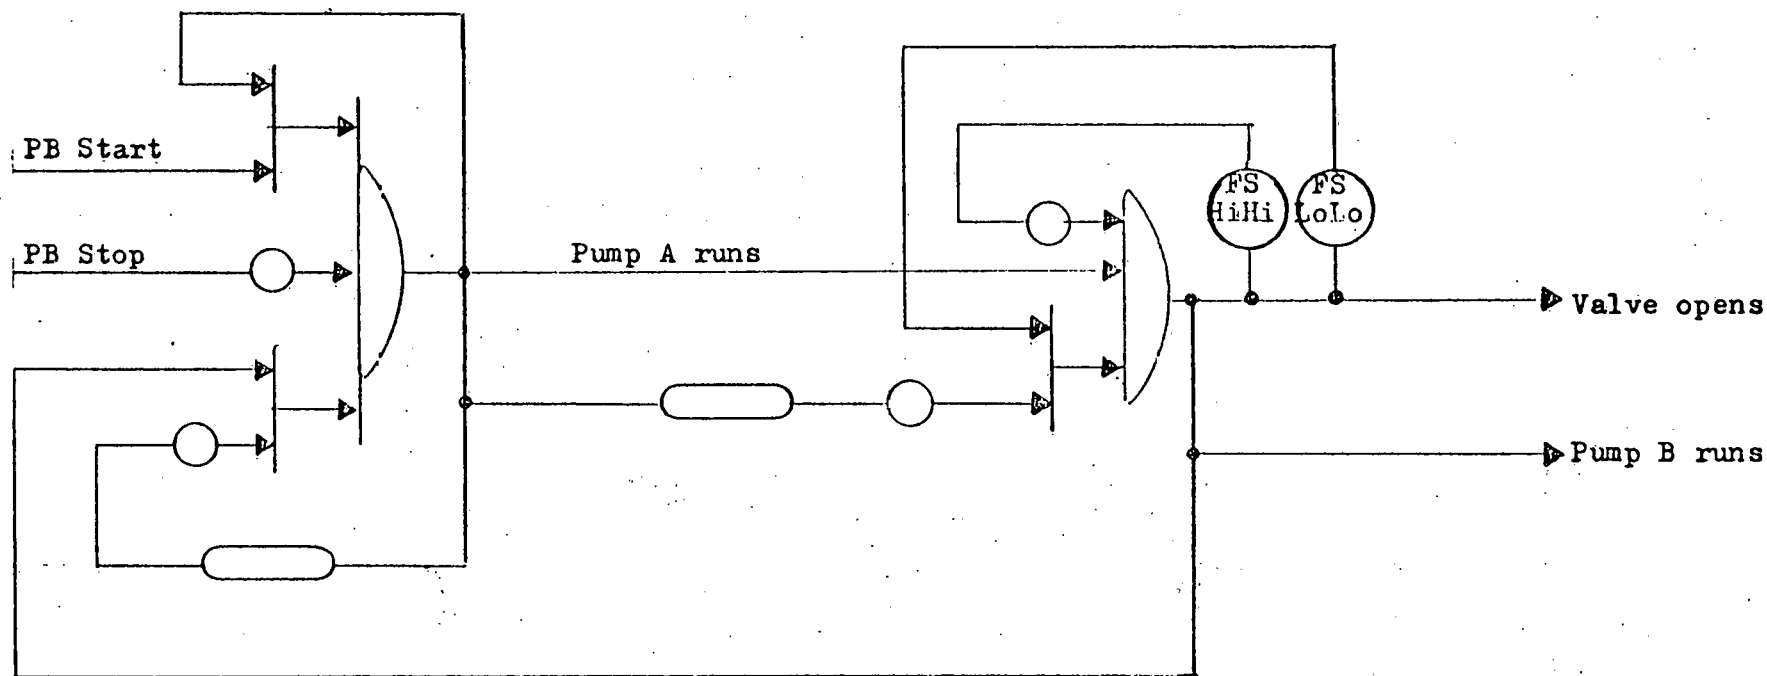 PB Start
PB Stop
Pump A runs
FS
HiHi
FS
LoLo
Valve opens
Pump B runs